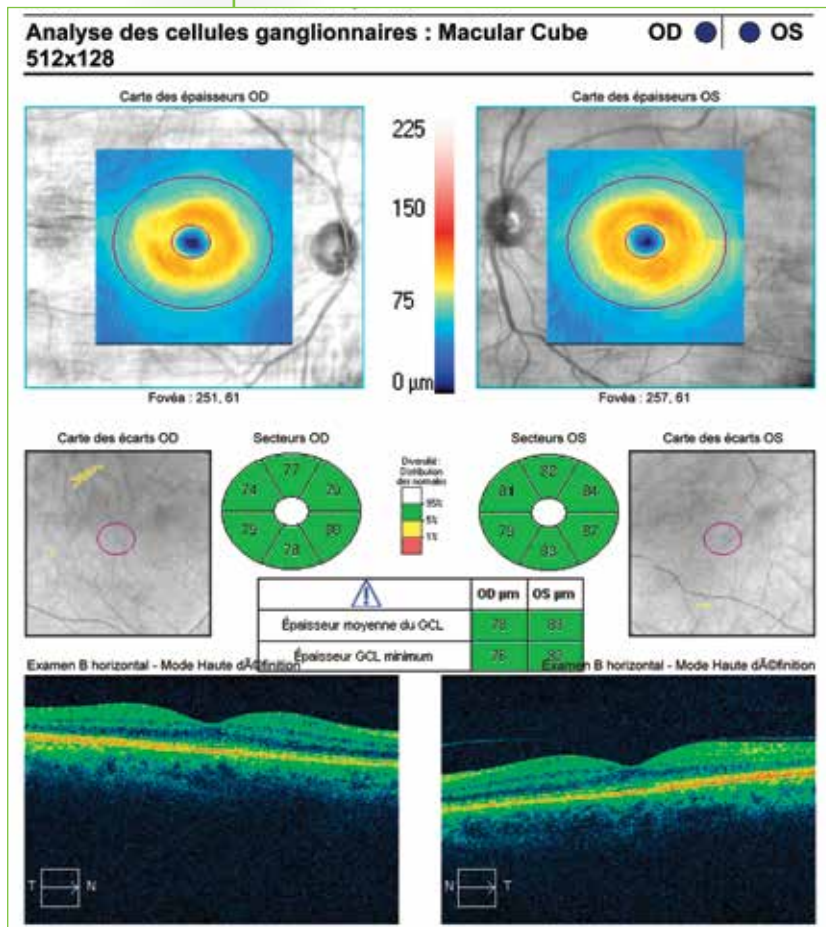 Analyse des cellules ganglionnaires : Macular Cube 512x128
OD OS
Carte des épaisseurs OD
Carte des épaisseurs OS
225
150
75
0 µm
Fovéa : 251, 61
Fovéa : 257, 61
Carte des écarts OD
Secteurs OD
Secteurs OS
Carte des écarts OS
Diversifié :
Distribution
des normales
95%
5%
1%
77
74
79
78
82
81
84
79
83
OD µm OS µm
Épaisseur moyenne du GCL 78
Épaisseur GCL minimum 76
Examen B horizontal - Mode Haute dÃ©finition
Examen B horizontal - Mode Haute dÃ©finition
T N
N T